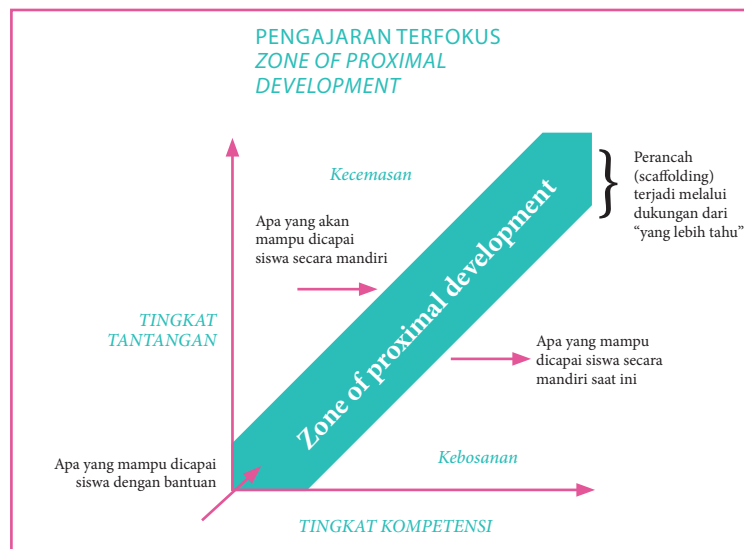 PENGAJARAN TERFOKUS
ZONE OF PROXIMAL
DEVELOPMENT
Kecemasan
Perancah
(scaffolding)
terjadi melalui
dukungan dari
“yang lebih tahu”
Apa yang akan
mampu dicapai
siswa secara mandiri
Zone of proximal development
TINGKAT
TANTANGAN
Apa yang mampu
dicapai siswa secara
mandiri saat ini
Apa yang mampu dicapai
siswa dengan bantuan
Kebosanan
TINGKAT KOMPETENSI